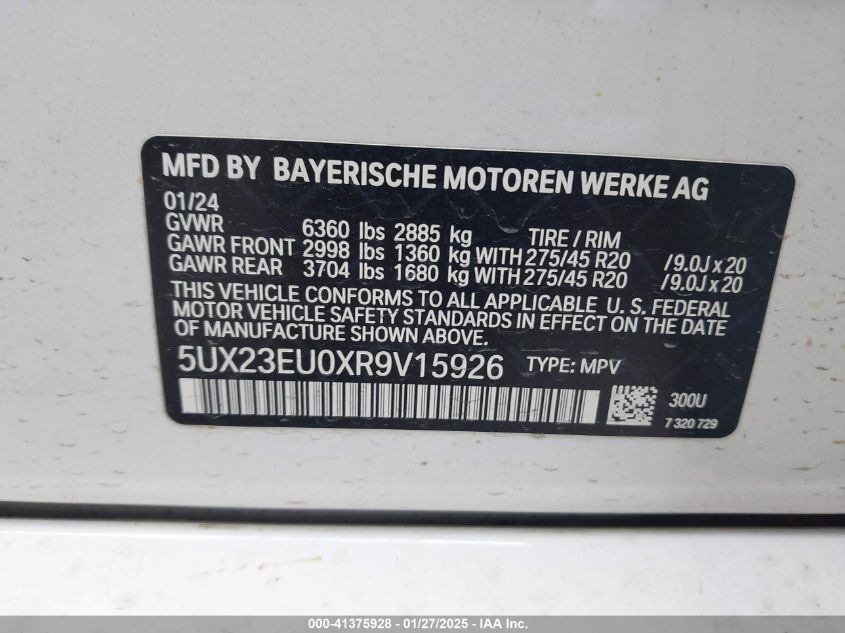 MFD BY BAYERISCHE MOTOREN WERKE AG
01/24
GVWR 6360 lbs 2885 kg TIRE / RIM
GAWR FRONT 2998 lbs 1360 kg WITH 275/45 R20 /9.0J x 20
GAWR REAR 3704 lbs 1680 kg WITH 275/45 R20 /9.0J x 20
THIS VEHICLE CONFORMS TO ALL APPLICABLE U. S. FEDERAL
MOTOR VEHICLE SAFETY STANDARDS IN EFFECT ON THE DATE
OF MANUFACTURE SHOWN ABOVE.
5UX23EU0XR9V15926 TYPE: MPV
300U
7 320 729
000-41375928 - 01/27/2025 - IAA Inc.